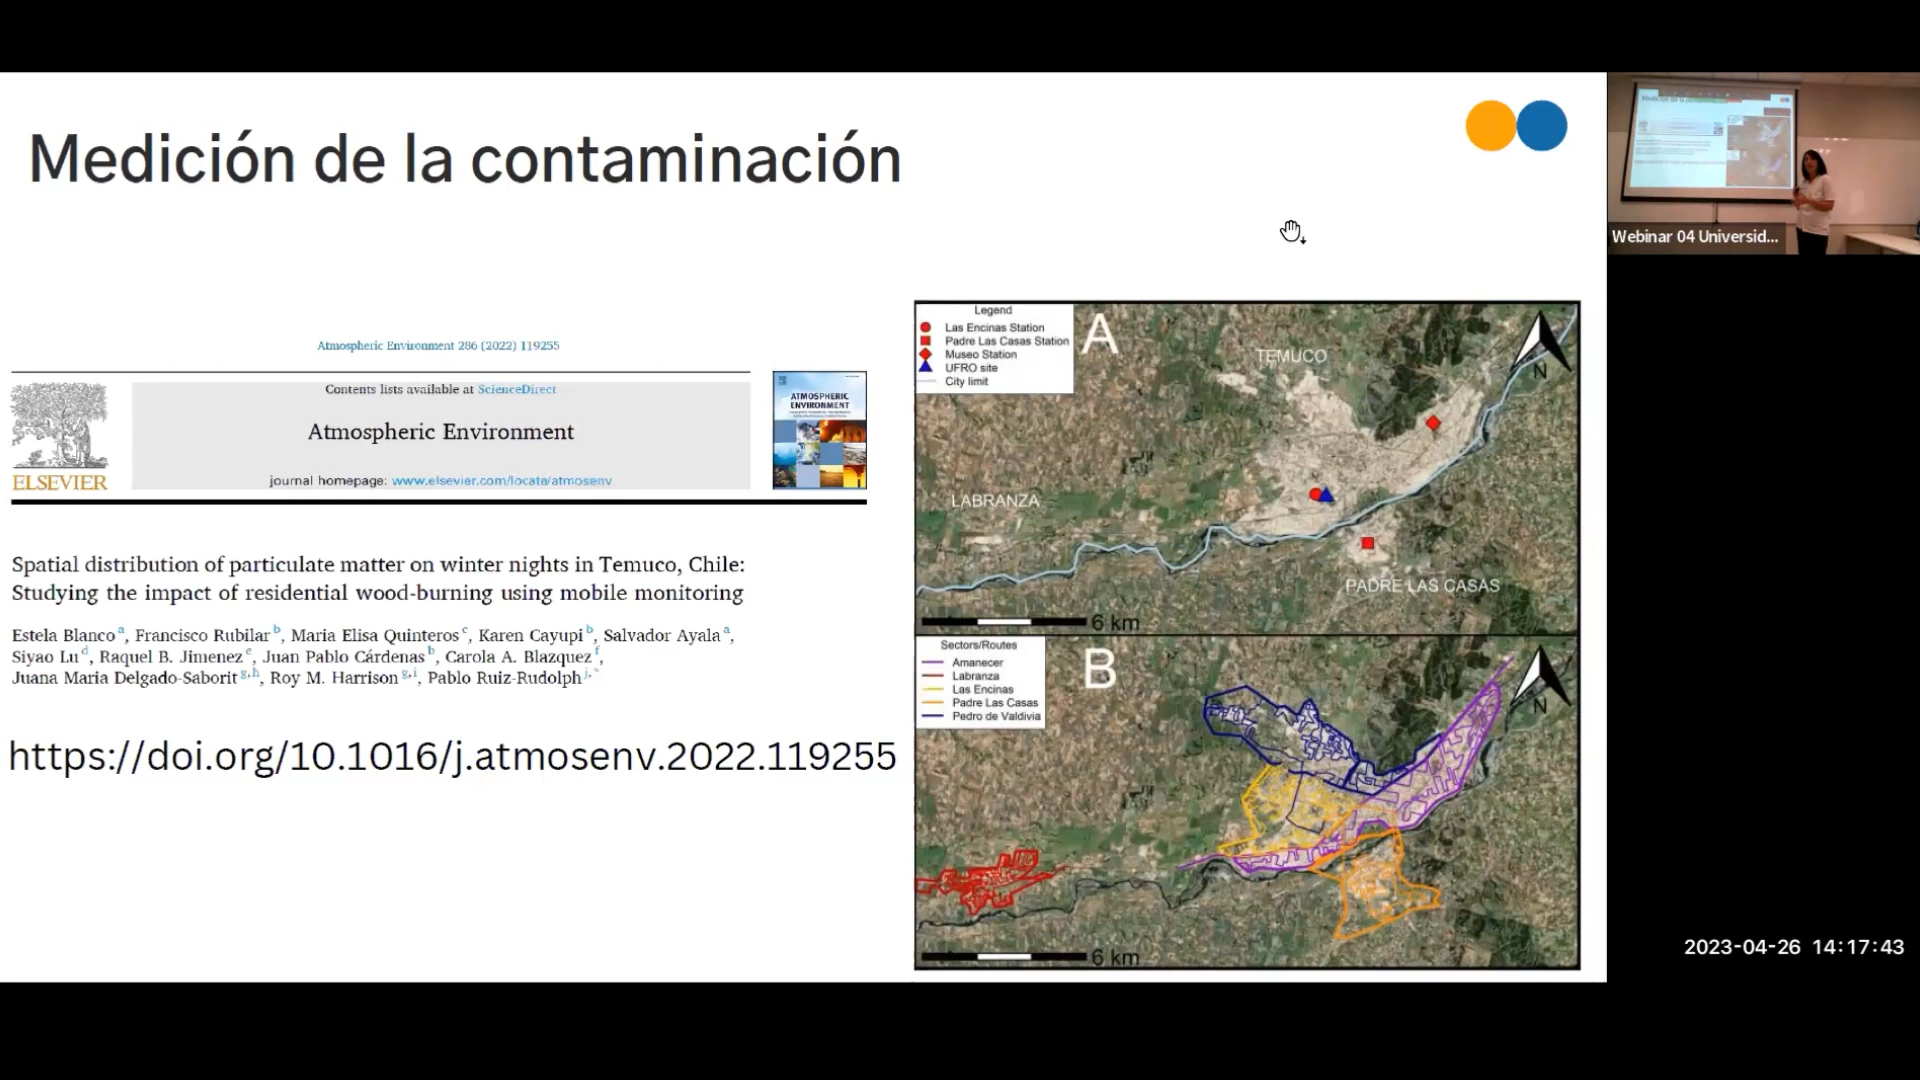 Medición de la contaminación
Atmospheric Environment 286 (2022) 119255
Contents lists available at ScienceDirect
Atmospheric Environment
journal homepage: www.elsevier.com/locate/atmosenv
ELSEVIER
ATMOSPHERIC
ENVIRONMENT
Spatial distribution of particulate matter on winter nights in Temuco, Chile:
Studying the impact of residential wood-burning using mobile monitoring
Estela Blanco a, Francisco Rubilar b, Maria Elisa Quinteros c, Karen Cayupi b, Salvador Ayala a,
Siyao Lu d, Raquel B. Jimenez e, Juan Pablo Cárdenas b, Carola A. Blazquez f,
Juana Maria Delgado-Saborit g,h, Roy M. Harrison g,i, Pablo Ruiz-Rudolph j,*
https://doi.org/10.1016/j.atmosenv.2022.119255
Legend
Las Encinas Station
Padre Las Casas Station
Museo Station
UFRO site
City limit
A
TEMUCO
N
LABRANZA
PADRE LAS CASAS
6 km
Sectors/Routes
Amanecer
Labranza
Las Encinas
Padre Las Casas
Pedro de Valdivia
B
N
6 km
Webinar 04 Universid...
2023-04-26 14:17:43